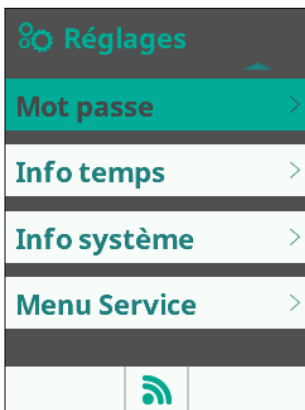 Réglages
Mot passe
Info temps
Info système
Menu Service